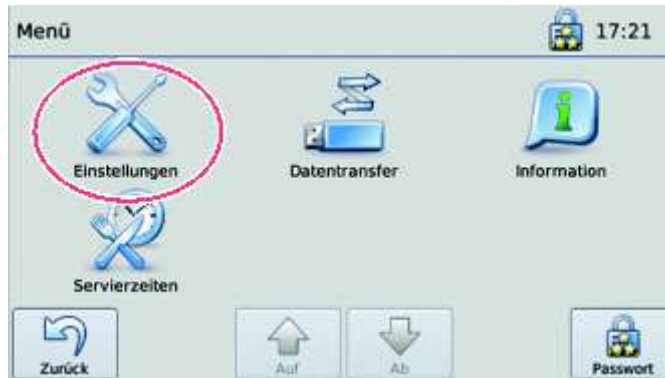 Menü
17:21
Einstellungen
Datentransfer
Information
Servierzeiten
Zurück
Auf
Ab
Passwort